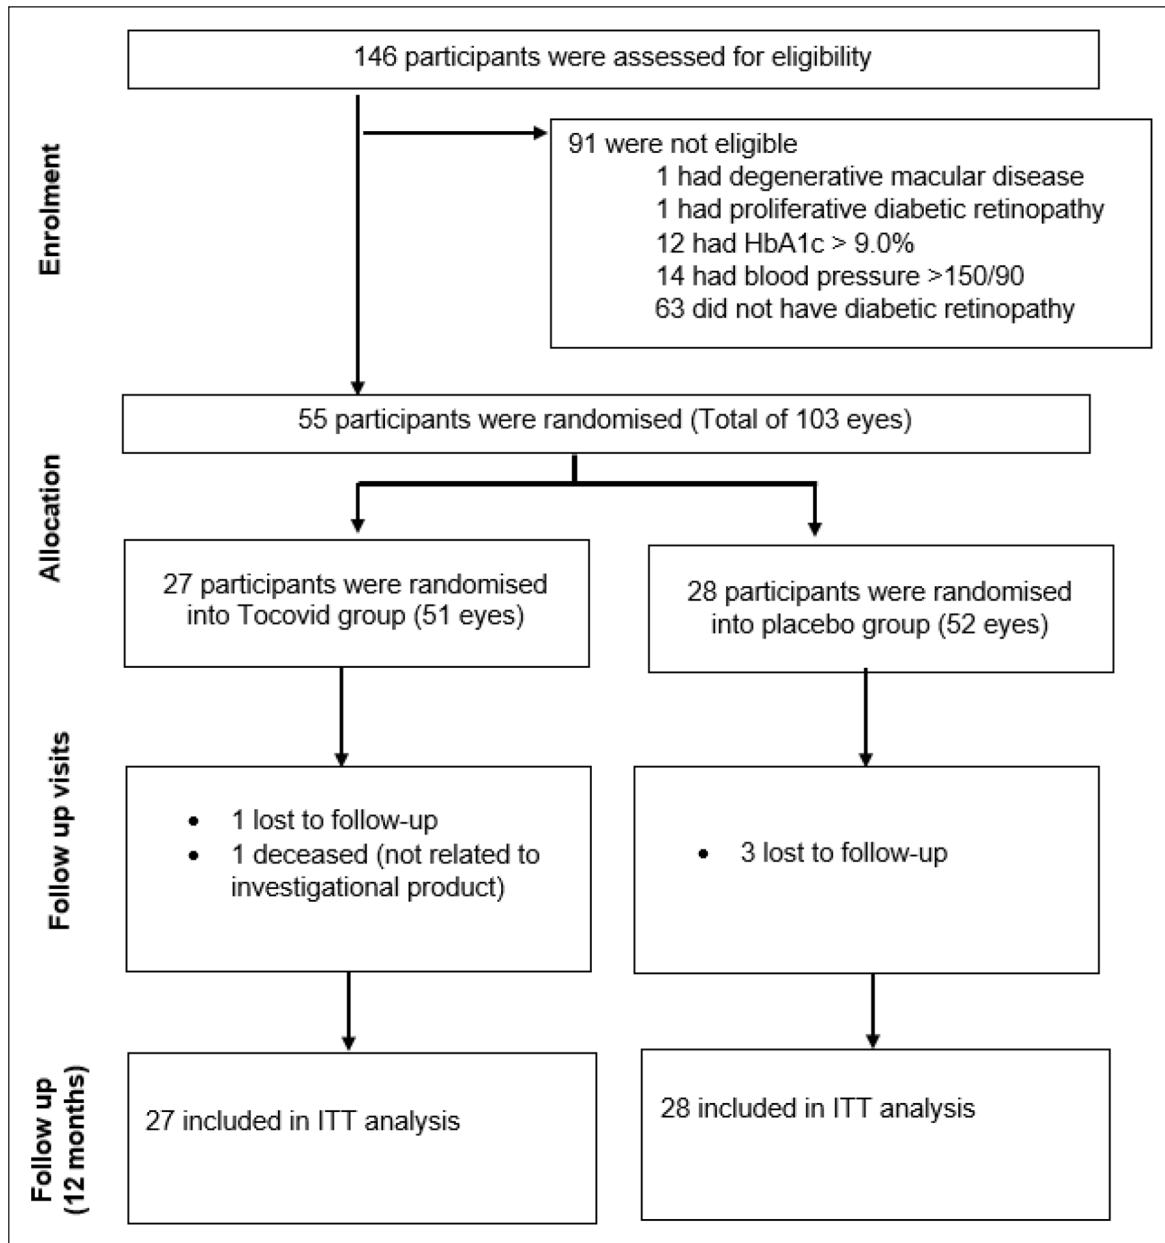 146 participants were assessed for eligibility
Enrolment
91 were not eligible
1 had degenerative macular disease
1 had proliferative diabetic retinopathy
12 had HbA1c > 9.0%
14 had blood pressure >150/90
63 did not have diabetic retinopathy
55 participants were randomised (Total of 103 eyes)
Allocation
27 participants were randomised
into Tocovid group (51 eyes)
28 participants were randomised
into placebo group (52 eyes)
Follow up visits
• 1 lost to follow-up
• 1 deceased (not related to
investigational product)
• 3 lost to follow-up
Follow up
(12 months)
27 included in ITT analysis
28 included in ITT analysis